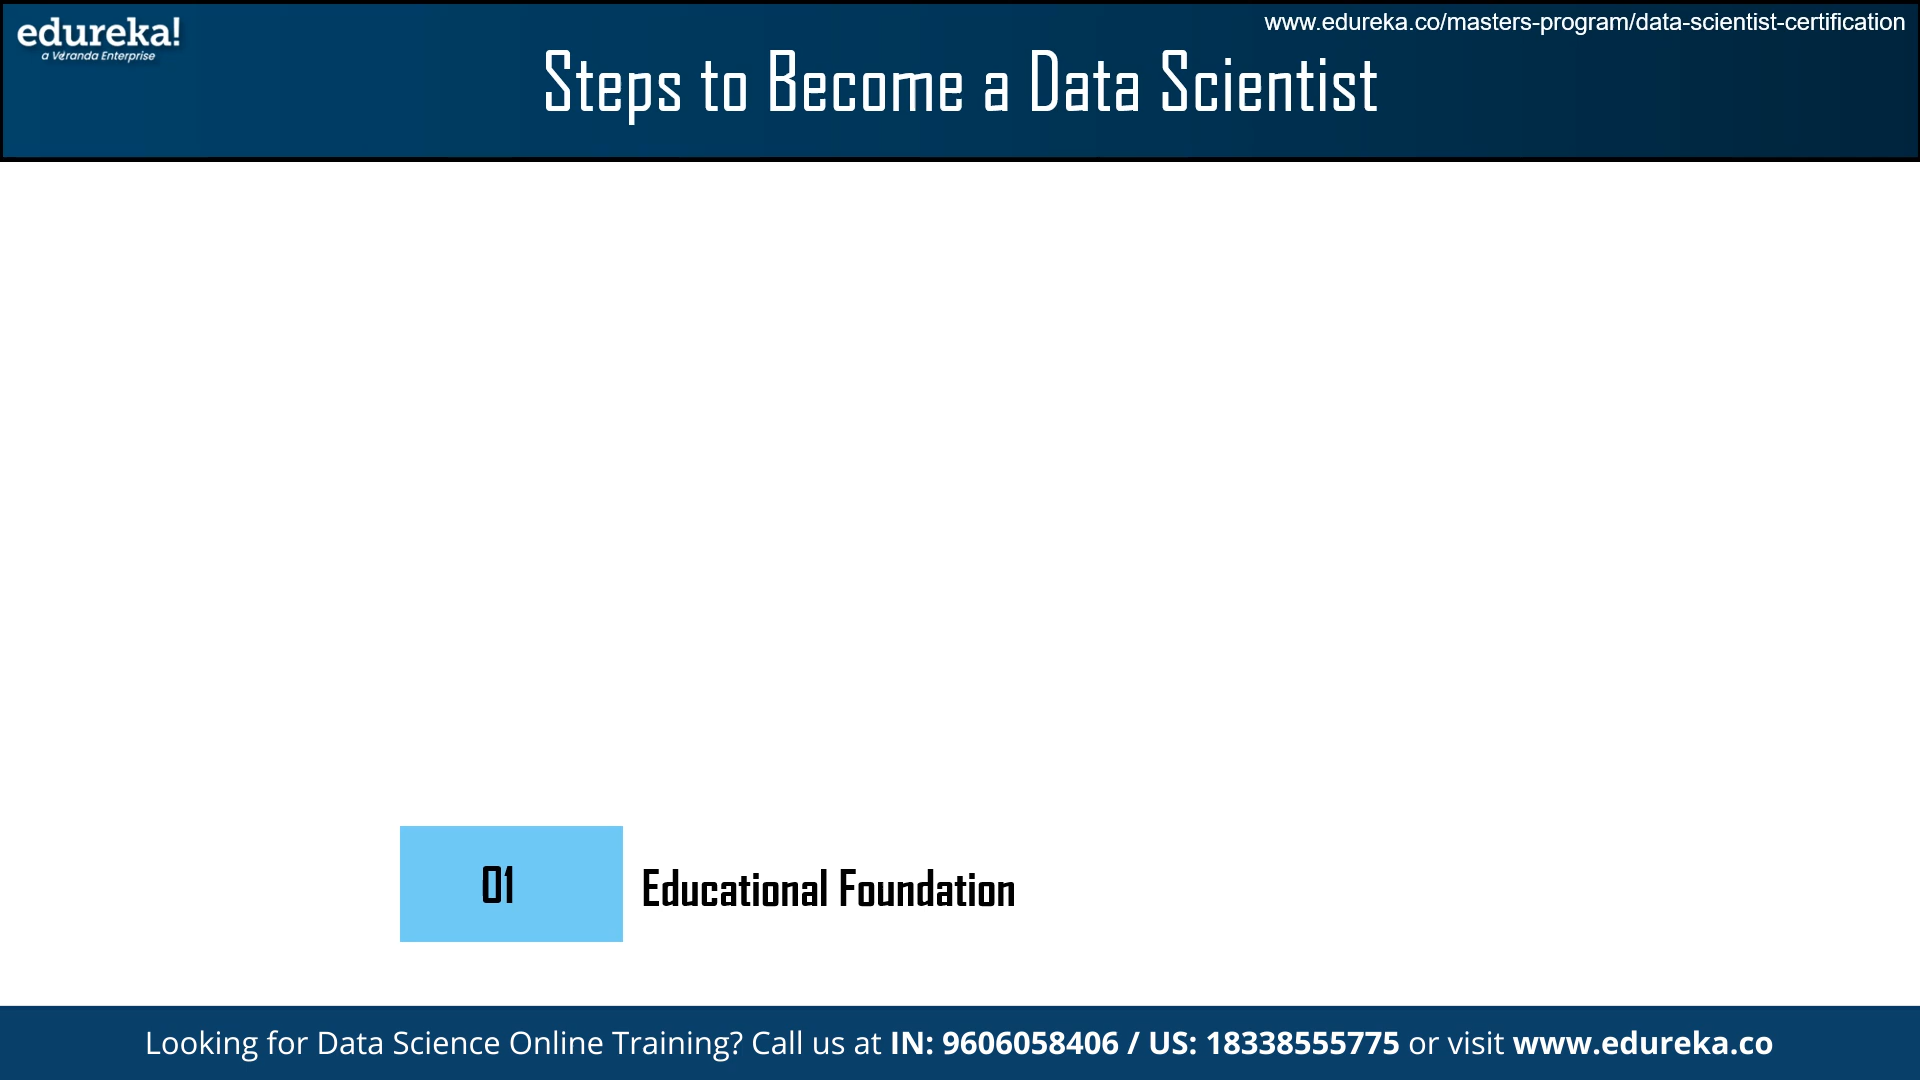 edureka!
a Veranda Enterprise
www.edureka.co/masters-program/data-scientist-certification
Steps to Become a Data Scientist
01
Educational Foundation
Looking for Data Science Online Training? Call us at IN: 9606058406 / US: 18338555775 or visit www.edureka.co